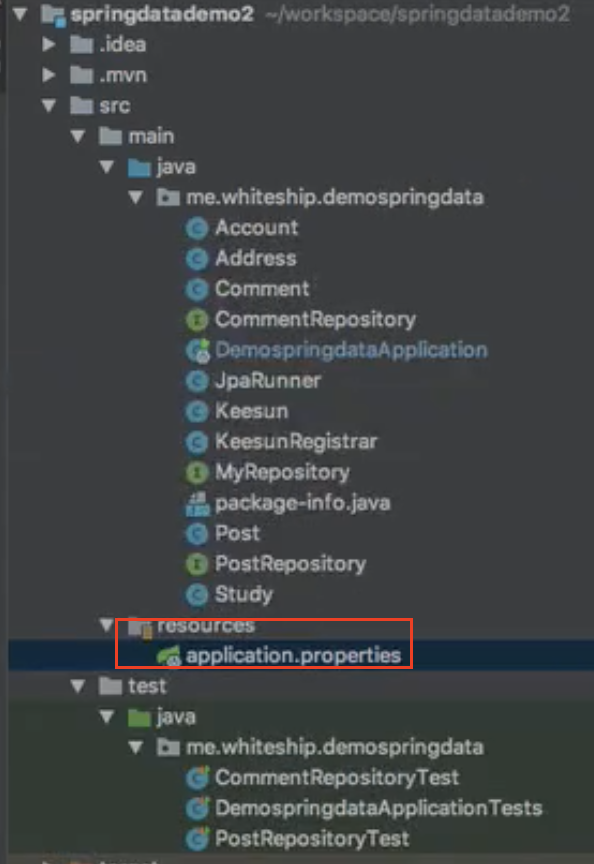 springdatademo2 ~/workspace/springdatademo2
.idea
.mvn
src
main
java
me.whiteship.demospringdata
Account
Address
Comment
CommentRepository
DemospringdataApplication
JpaRunner
Keesun
KeesunRegistrar
MyRepository
package-info.java
Post
PostRepository
Study
resources
application.properties
test
java
me.whiteship.demospringdata
CommentRepositoryTest
DemospringdataApplicationTests
PostRepositoryTest